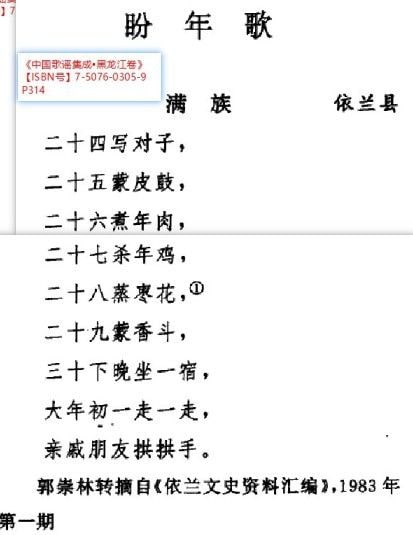 盼年歌
《中国歌谣集成•黑龙江卷》
【ISBN号】7-5076-0305-9
P314
满族 依兰县
二十四写对子，
二十五蒙皮鼓，
二十六煮年肉，
二十七杀年鸡，
二十八蒸枣花，①
二十九蒙香斗，
三十下晚坐一宿，
大年初一走一走，
亲戚朋友拱拱手。
郭崇林转摘自《依兰文史资料汇编》，1983年
第一期